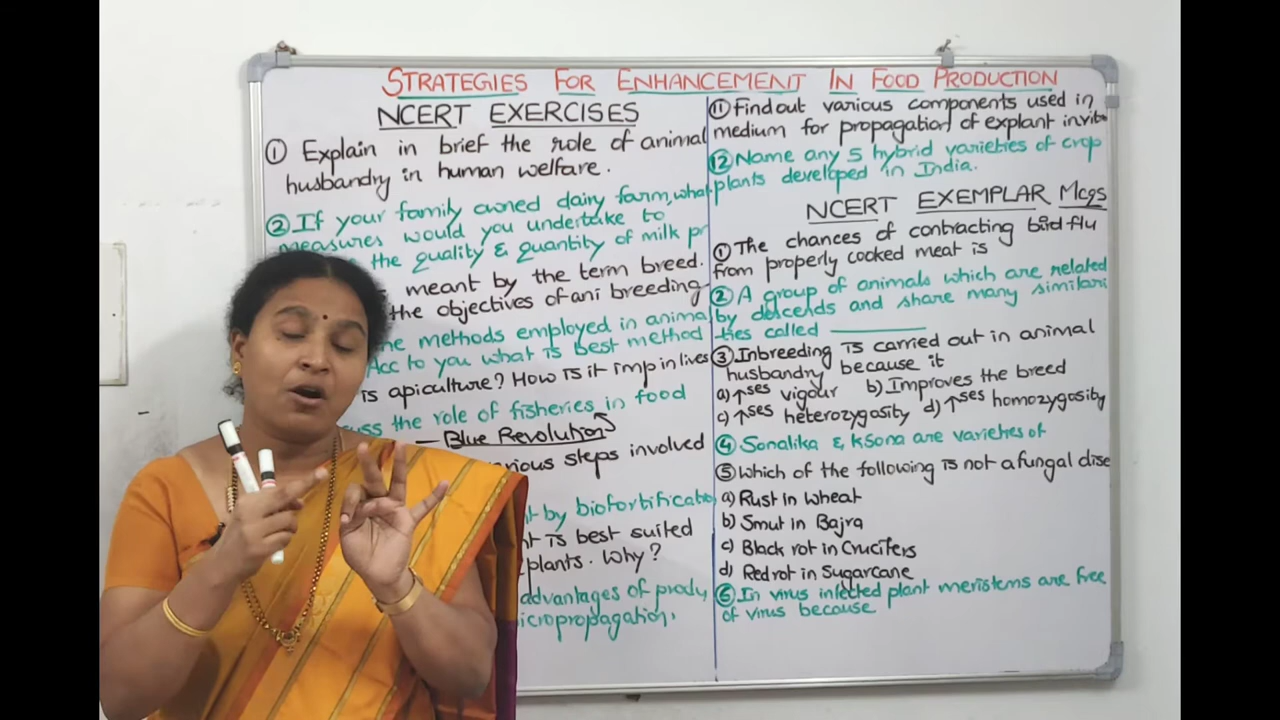 STRATEGIES FOR ENHANCEMENT IN FOOD PRODUCTION
NCERT EXERCISES
① Explain in brief the role of animal
husbandry in human welfare.
② If your family owned dairy farm, what
measures would you undertake to
the quality & quantity of milk pr
meant by the term breed.
the objectives of ani breeding
methods employed in anima
Acc to you what is best method
is apiculture? How is it imp in lives
the role of fisheries in food
— Blue Revolution
steps involved
by biofortificatio
is best suited
plants. Why?
advantages of produ
micropropagation.
⑪ Find out various components used in
medium for propagation of explant invitro
⑫ Name any 5 hybrid varieties of crop
plants developed in India.
NCERT EXEMPLAR Mcqs
① The chances of contracting bird flu
from properly cooked meat is
② A group of animals which are related
by descends and share many similari
ties called
③ Inbreeding is carried out in animal
husbandry because it
a) ↑ses vigour b) Improves the breed
c) ↑ses heterozygosity d) ↑ses homozygosity
④ Sonalika & KSona are varieties of
⑤ Which of the following is not a fungal dise
a) Rust in wheat
b) Smut in Bajra
c) Black rot in Crucifers
d) Red rot in Sugarcane
⑥ In virus infected plant meristems are free
of virus because